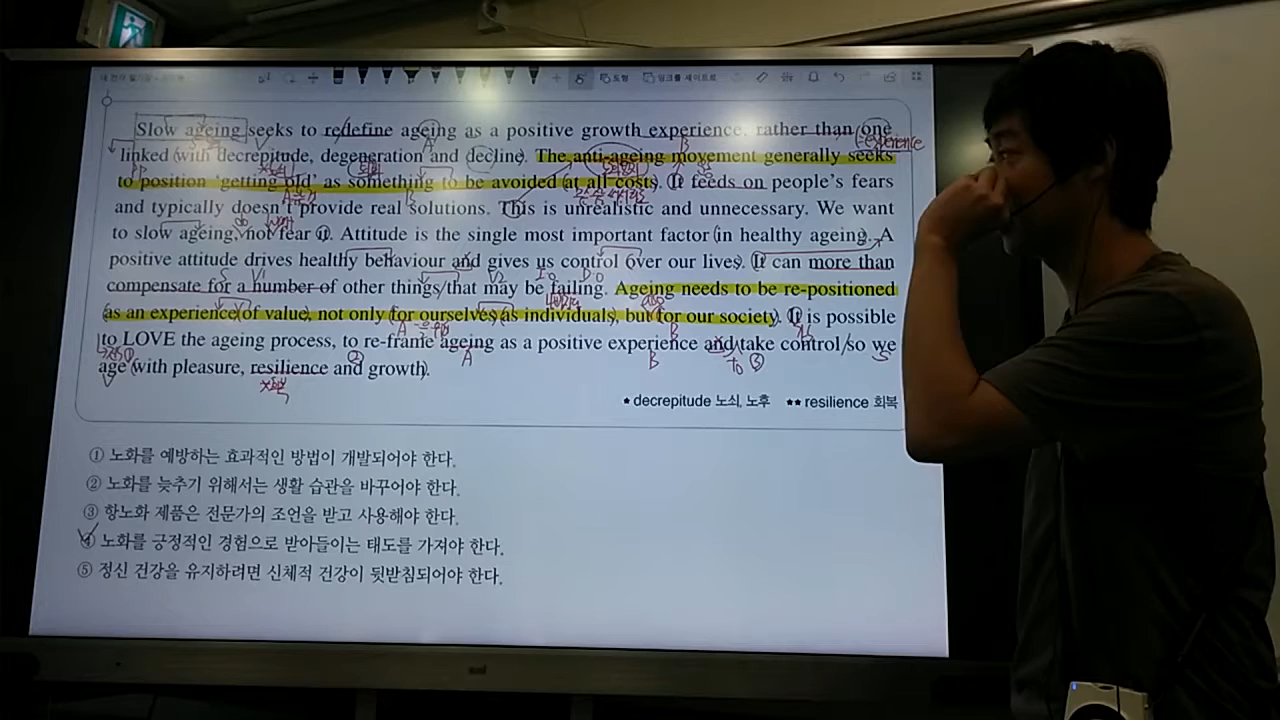 도형
Slow ageing seeks to redefine ageing as a positive growth experience, rather than one
(=experience
linked with decrepitude, degeneration and decline. The anti-ageing movement generally seeks
to position ‘getting old’ as something to be avoided (at all costs). It feeds on people’s fears
and typically doesn’t provide real solutions. This is unrealistic and unnecessary. We want
to slow ageing, not fear it. Attitude is the single most important factor (in healthy ageing). A
positive attitude drives healthy behaviour and gives us control over our lives. It can more than
compensate for a number of other things/that may be failing. Ageing needs to be re-positioned
(as an experience(of value), not only (for ourselves)(as individuals), but for our society). It is possible
to LOVE the ageing process, to re-frame ageing as a positive experience and take control/so we
age (with pleasure, resilience and growth).
★ decrepitude 노쇠, 노후 ★★ resilience 회복
① 노화를 예방하는 효과적인 방법이 개발되어야 한다.
② 노화를 늦추기 위해서는 생활 습관을 바꾸어야 한다.
③ 항노화 제품은 전문가의 조언을 받고 사용해야 한다.
④ 노화를 긍정적인 경험으로 받아들이는 태도를 가져야 한다.
⑤ 정신 건강을 유지하려면 신체적 건강이 뒷받침되어야 한다.